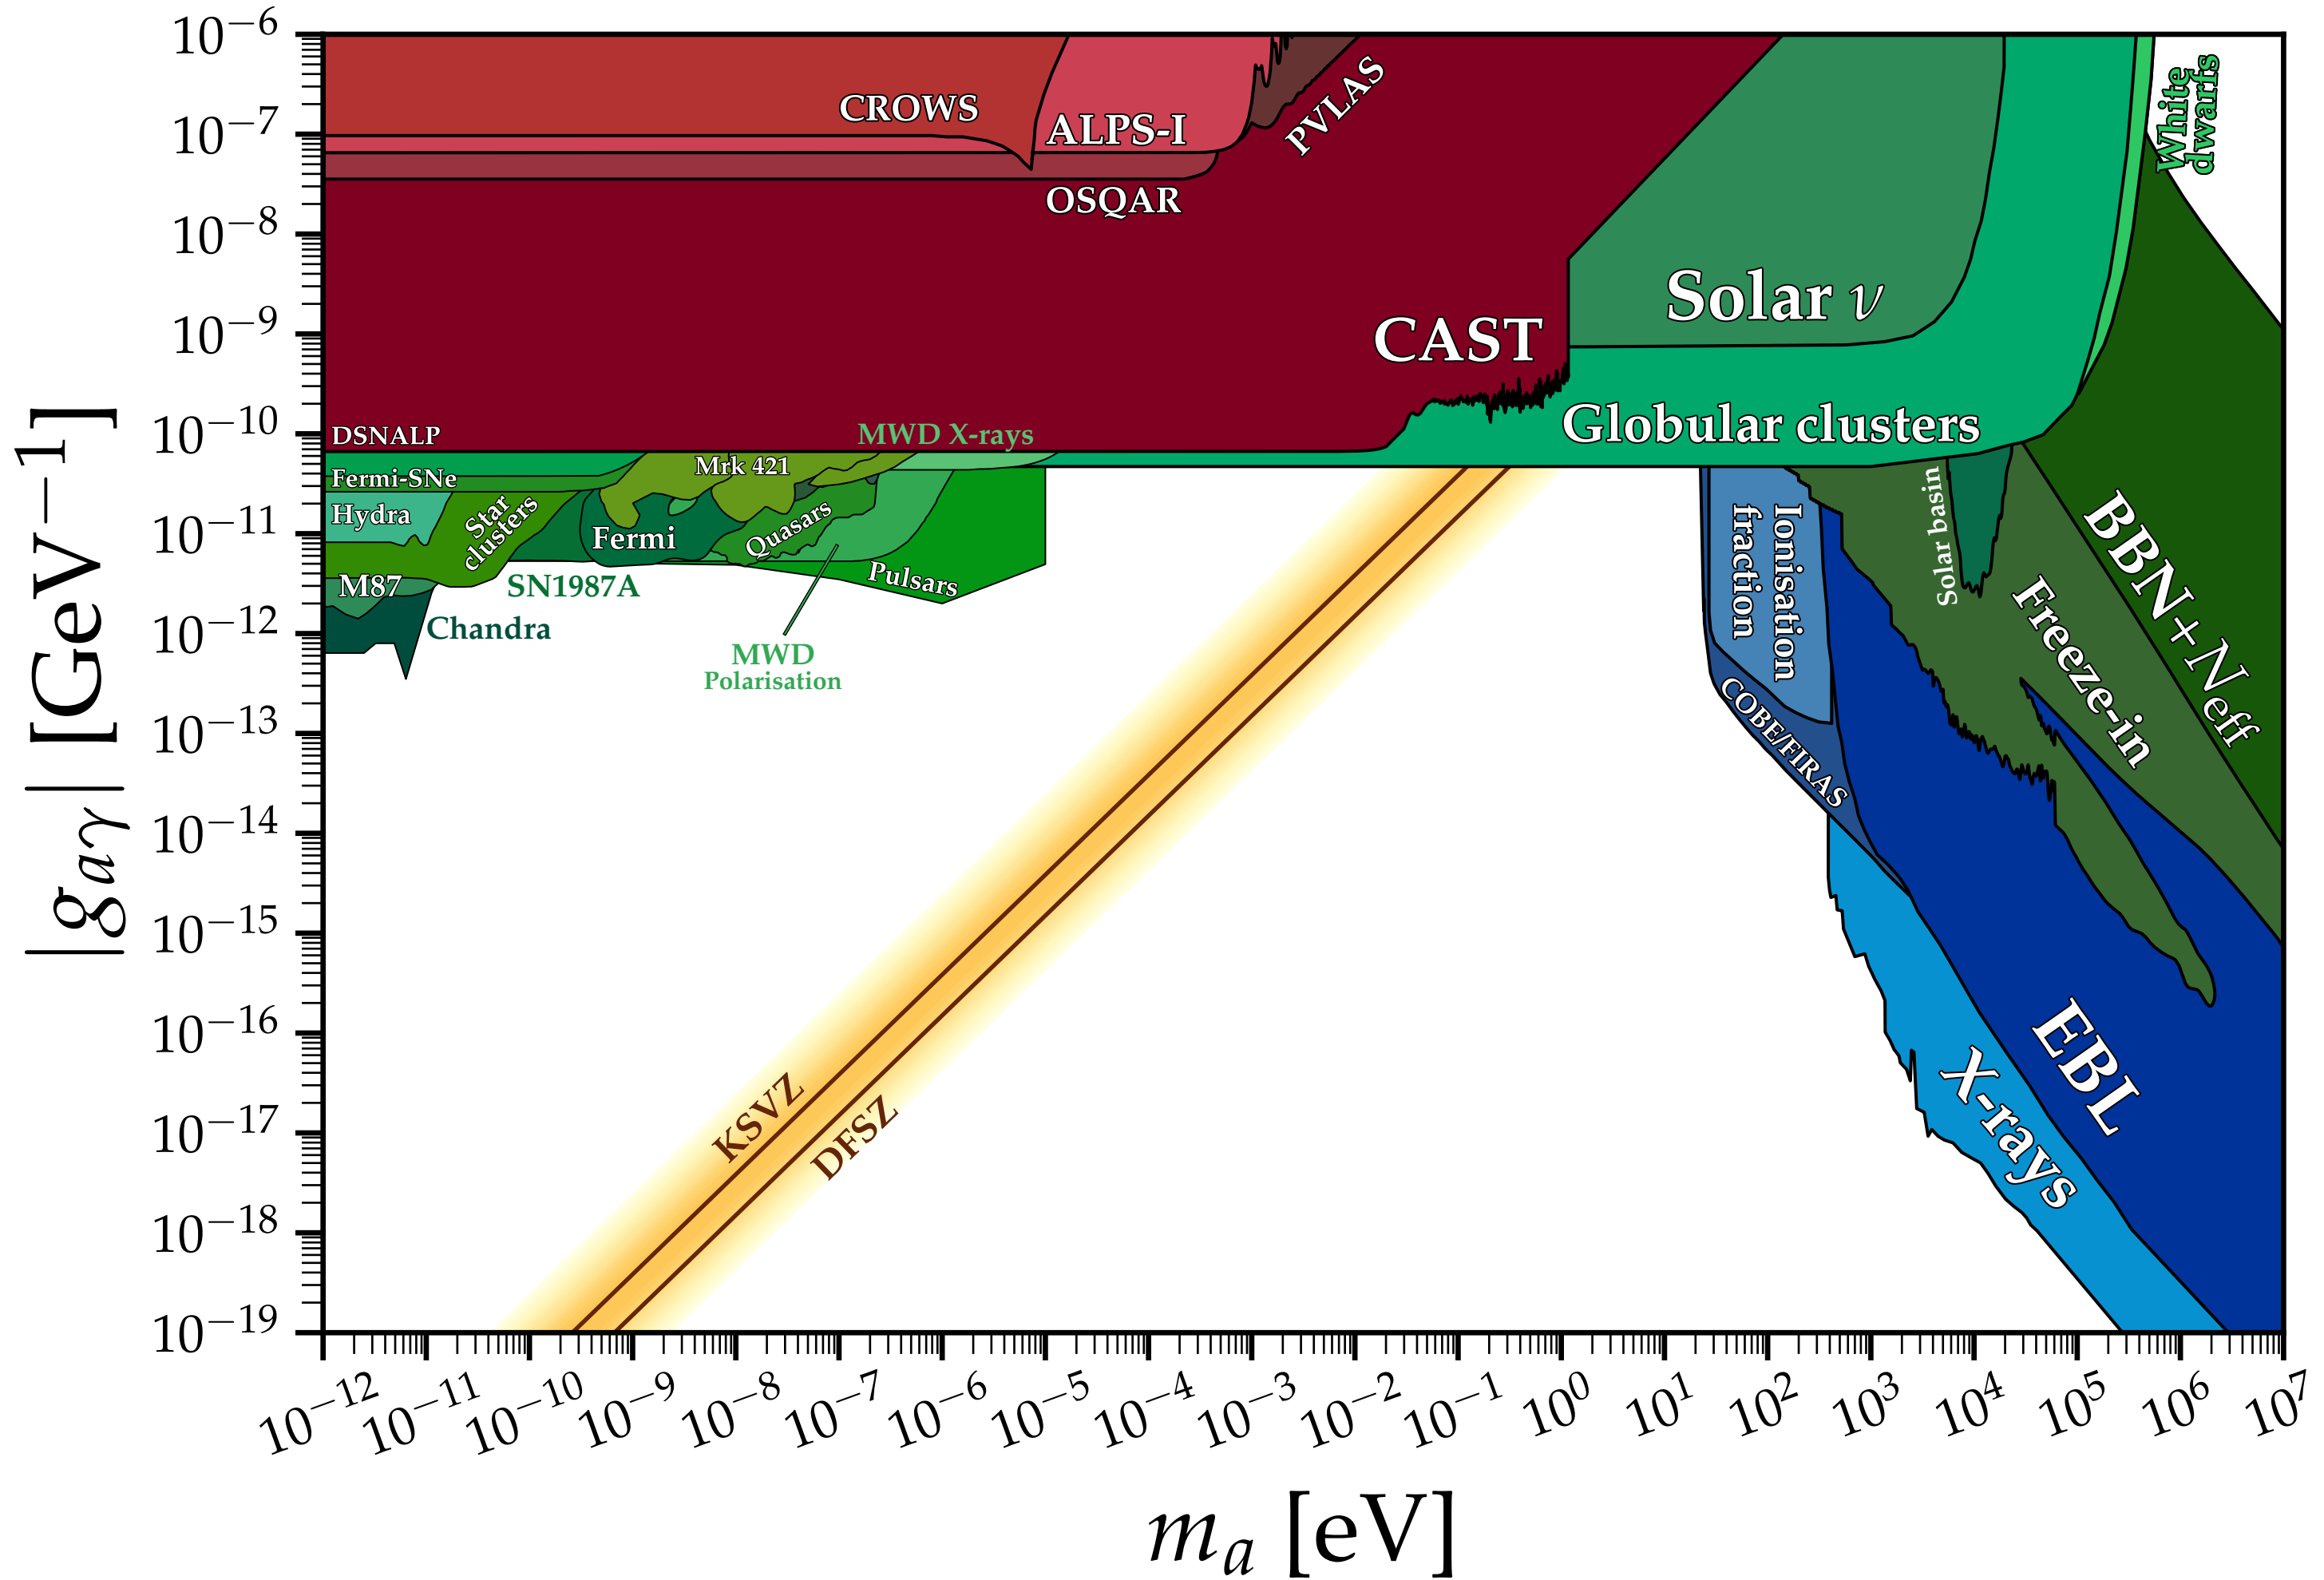 |g_{aγ}| [GeV^{−1}]
10^{−6}
10^{−7}
10^{−8}
10^{−9}
10^{−10}
10^{−11}
10^{−12}
10^{−13}
10^{−14}
10^{−15}
10^{−16}
10^{−17}
10^{−18}
10^{−19}
CROWS
ALPS-I
OSQAR
PVLAS
White
dwarfs
CAST
Solar ν
Globular clusters
DSNALP
Fermi-SNe
Hydra
M87
Chandra
Star
clusters
SN1987A
Fermi
Mrk 421
MWD X-rays
Quasars
Pulsars
MWD
Polarisation
Ionisation
fraction
COBE/FIRAS
Solar basin
Freeze-in
BBN+N_{eff}
EBL
X-rays
KSVZ
DFSZ
10^{−12}
10^{−11}
10^{−10}
10^{−9}
10^{−8}
10^{−7}
10^{−6}
10^{−5}
10^{−4}
10^{−3}
10^{−2}
10^{−1}
10^{0}
10^{1}
10^{2}
10^{3}
10^{4}
10^{5}
10^{6}
10^{7}
m_a [eV]